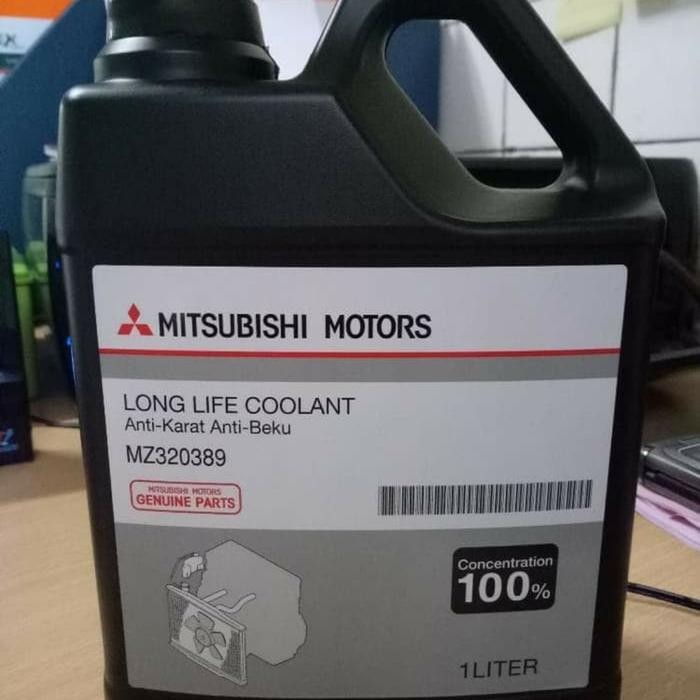 MITSUBISHI MOTORS
LONG LIFE COOLANT
Anti-Karat Anti-Beku
MZ320389
MITSUBISHI MOTORS
GENUINE PARTS
Concentration
100%
1LITER